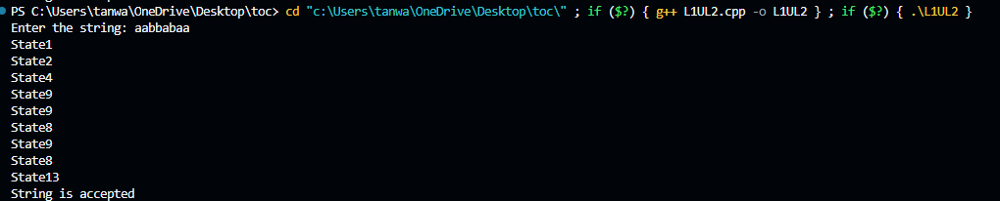 PS C:\Users\tanwa\OneDrive\Desktop\toc> cd "c:\Users\tanwa\OneDrive\Desktop\toc\" ; if ($?) { g++ L1UL2.cpp -o L1UL2 } ; if ($?) { .\L1UL2 }
Enter the string: aabbabaa
State1
State2
State4
State9
State9
State8
State9
State8
State13
String is accepted